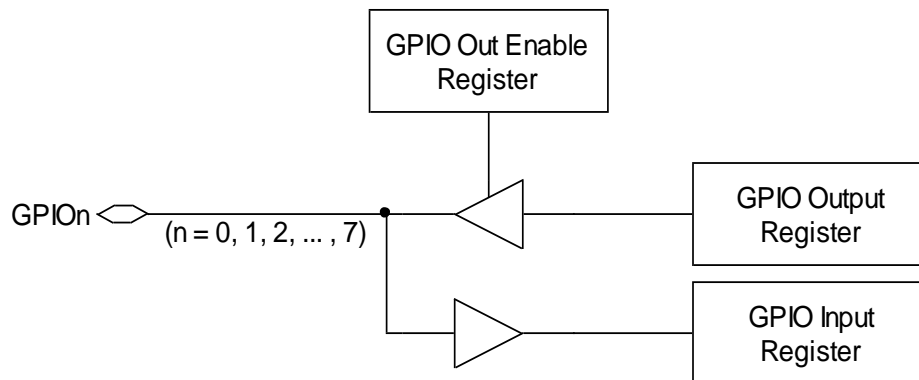 GPIO Out Enable
Register
GPIOn
(n = 0, 1, 2, ... , 7)
GPIO Output
Register
GPIO Input
Register